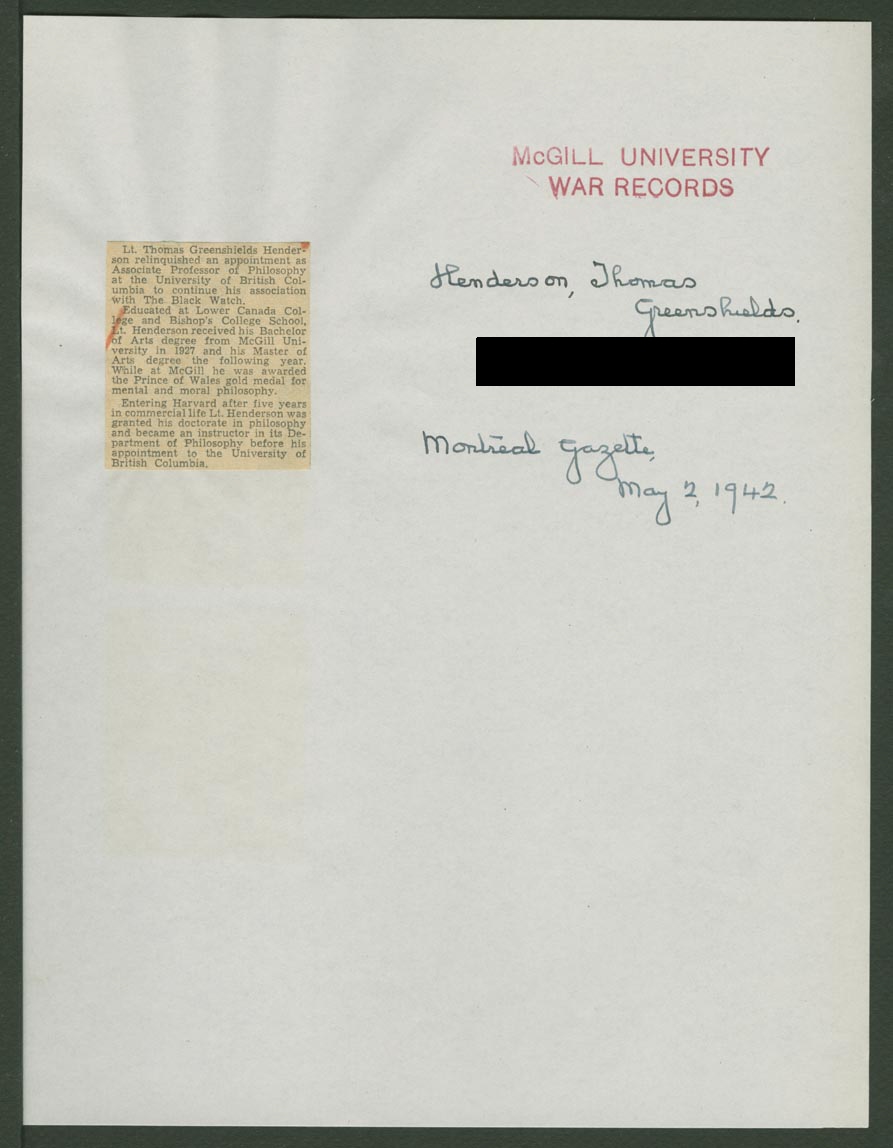 McGILL UNIVERSITY
WAR RECORDS
Lt. Thomas Greenshields Hender-
son relinquished an appointment as
Associate Professor of Philosophy
at the University of British Col-
umbia to continue his association
with The Black Watch.
Educated at Lower Canada Col-
lege and Bishop's College School,
Lt. Henderson received his Bachelor
of Arts degree from McGill Uni-
versity in 1927 and his Master of
Arts degree the following year.
While at McGill he was awarded
the Prince of Wales gold medal for
mental and moral philosophy.
Entering Harvard after five years
in commercial life Lt. Henderson was
granted his doctorate in philosophy
and became an instructor in its De-
partment of Philosophy before his
appointment to the University of
British Columbia.
Henderson, Thomas
Greenshields.
Montreal Gazette,
May 2, 1942.